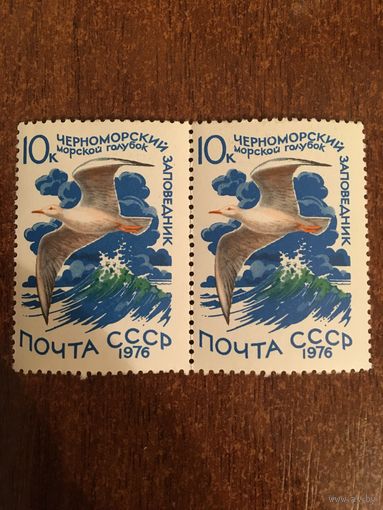 10К ЧЕРНОМОРСКИЙ
морской голубок
ЗАПОВЕДНИК
ПОЧТА СССР
1976
10К ЧЕРНОМОРСКИЙ
морской голубок
ЗАПОВЕДНИК
ПОЧТА СССР
1976